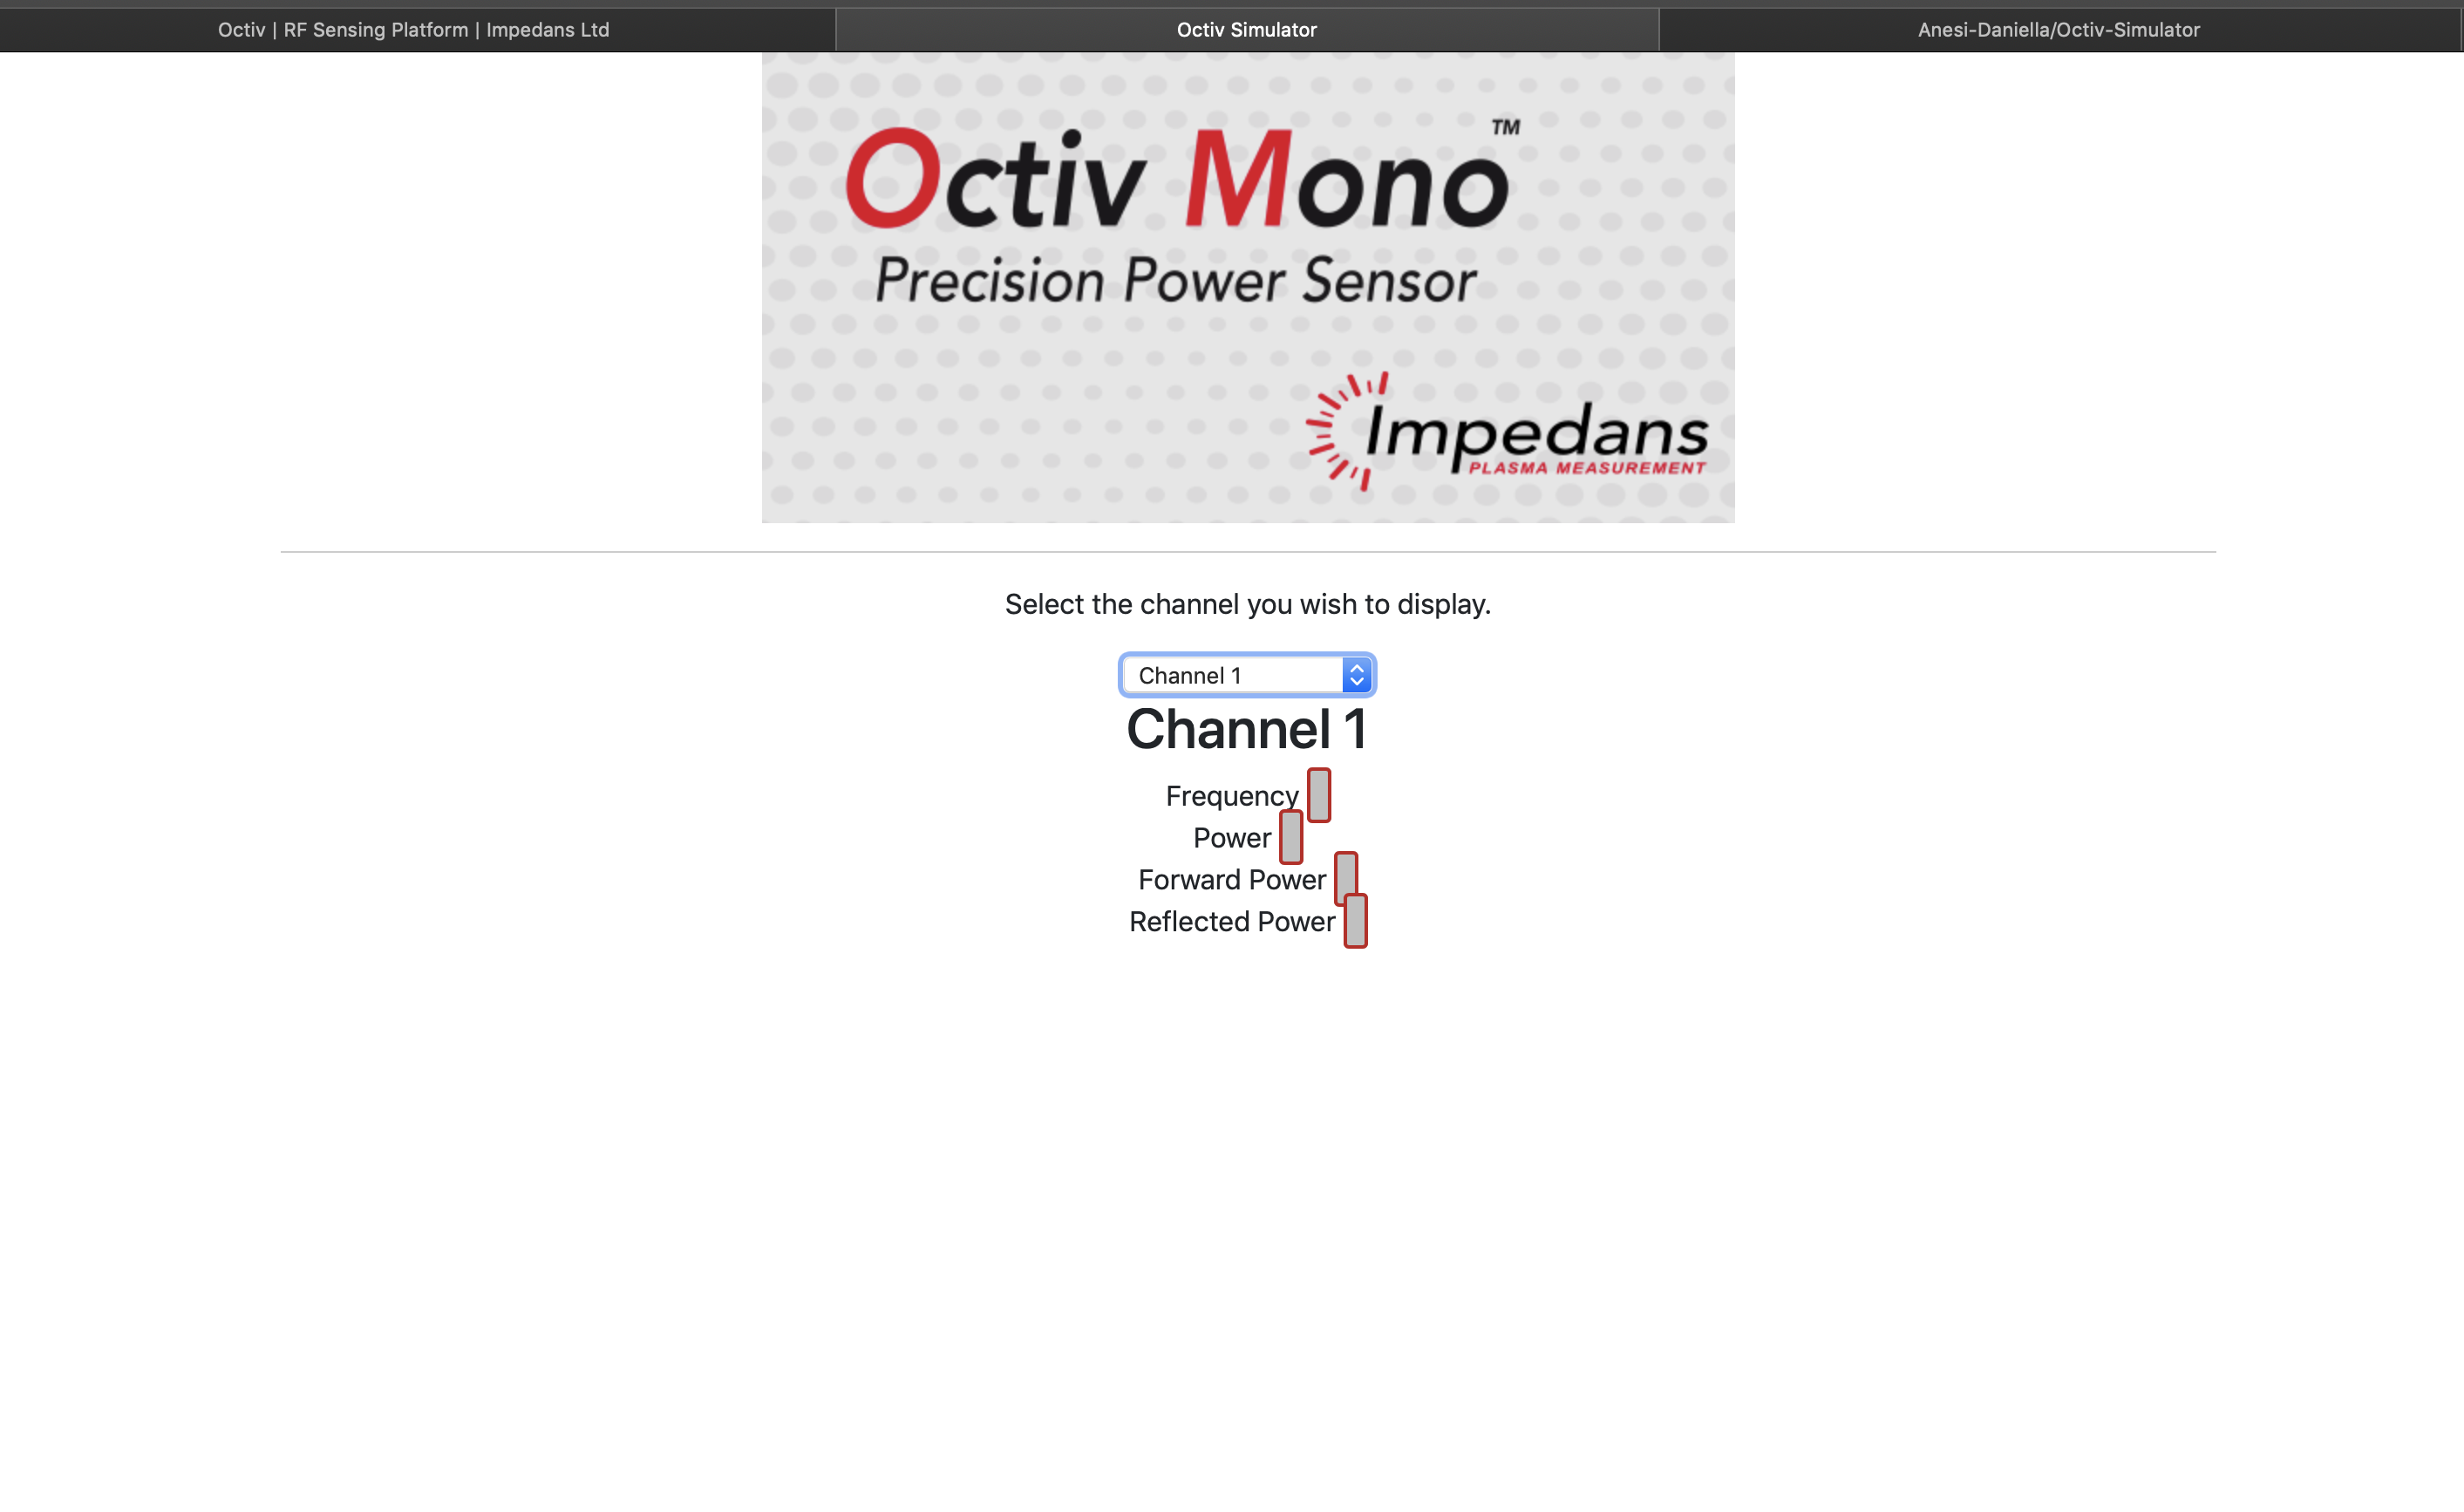 Octiv | RF Sensing Platform | Impedans Ltd
Octiv Simulator
Anesi-Daniella/Octiv-Simulator
Octiv Mono™
Precision Power Sensor
Impedans
PLASMA MEASUREMENT
Select the channel you wish to display.
Channel 1
Channel 1
Frequency
Power
Forward Power
Reflected Power